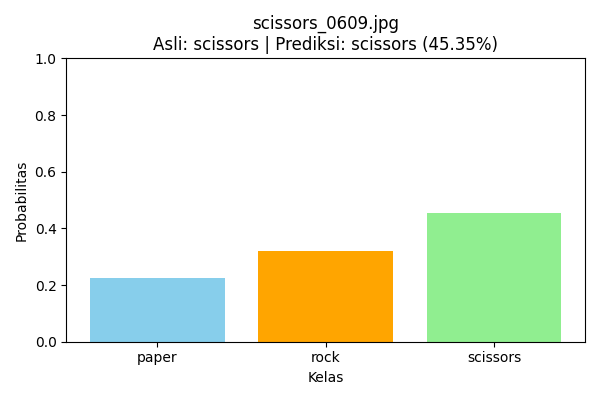 scissors_0609.jpg
Asli: scissors | Prediksi: scissors (45.35%)
1.0
0.8
0.6
0.4
0.2
0.0
Probabilitas
paper rock scissors
Kelas